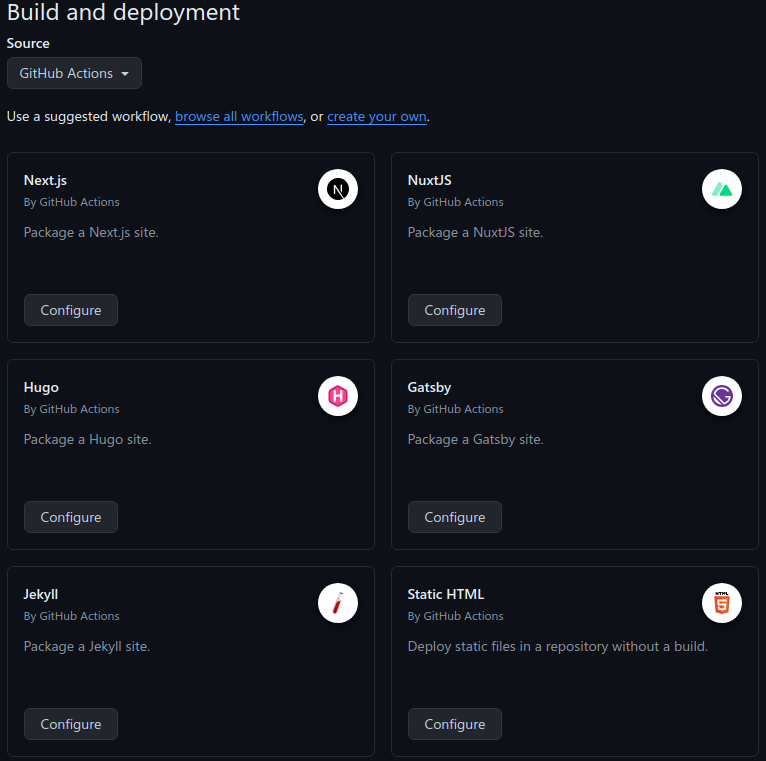 Build and deployment
Source
GitHub Actions
Use a suggested workflow, browse all workflows, or create your own.
Next.js
By GitHub Actions
Package a Next.js site.
Configure
N
NuxtJS
By GitHub Actions
Package a NuxtJS site.
Configure
Hugo
By GitHub Actions
Package a Hugo site.
Configure
H
Gatsby
By GitHub Actions
Package a Gatsby site.
Configure
G
Jekyll
By GitHub Actions
Package a Jekyll site.
Configure
Static HTML
By GitHub Actions
Deploy static files in a repository without a build.
Configure
HTML
5